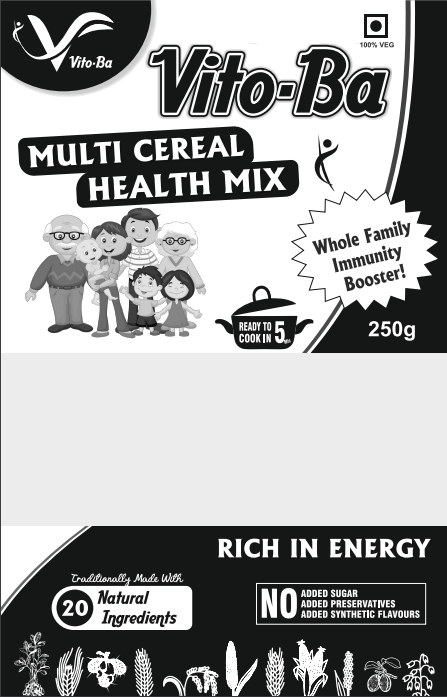 Vito-Ba
100% VEG
Vito-Ba
MULTI CEREAL
HEALTH MIX
Whole Family
Immunity
Booster!
READY TO
COOK IN 5
250g
RICH IN ENERGY
Traditionally Made With
20 Natural
Ingredients
NO ADDED SUGAR
ADDED PRESERVATIVES
ADDED SYNTHETIC FLAVOURS